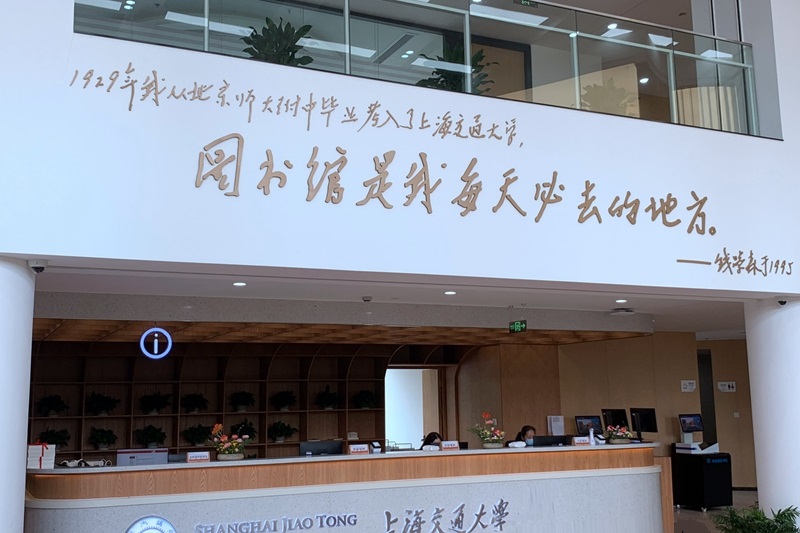 1929年我从北京师大附中毕业考入了上海交通大学，
图书馆是我每天必去的地方。
——钱学森于1995
SHANGHAI JIAO TONG
上海交通大学